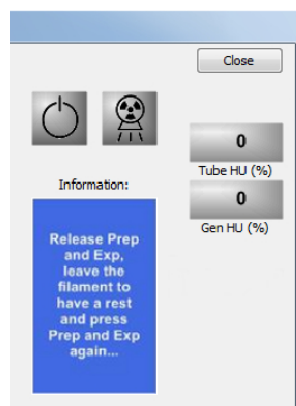 Close
0
Tube HU (%)
0
Gen HU (%)
Information::
Release Prep
and Exp,
leave the
filament to
have a rest
and press
Prep and Exp
again...